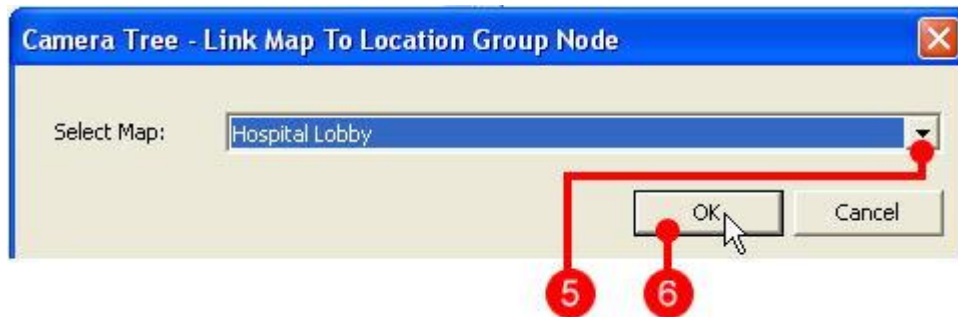 Camera Tree - Link Map To Location Group Node
Select Map: Hospital Lobby
OK Cancel
5 6